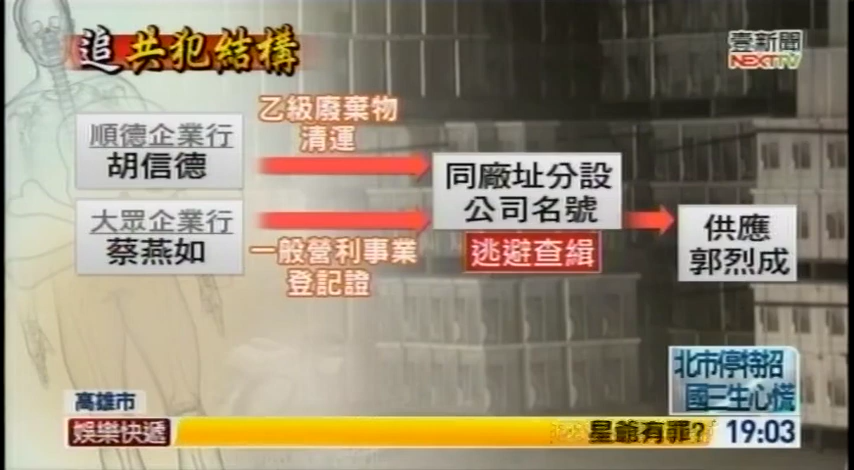 追共犯結構
壹新聞
NEXTTV
乙級廢棄物
清運
順德企業行
胡信德
同廠址分設
公司名號
逃避查緝
大眾企業行
蔡燕如
一般營利事業
登記證
供應
郭烈成
北市停特招
國三生心慌
高雄市
娛樂快遞
星爺有罪?
19:03